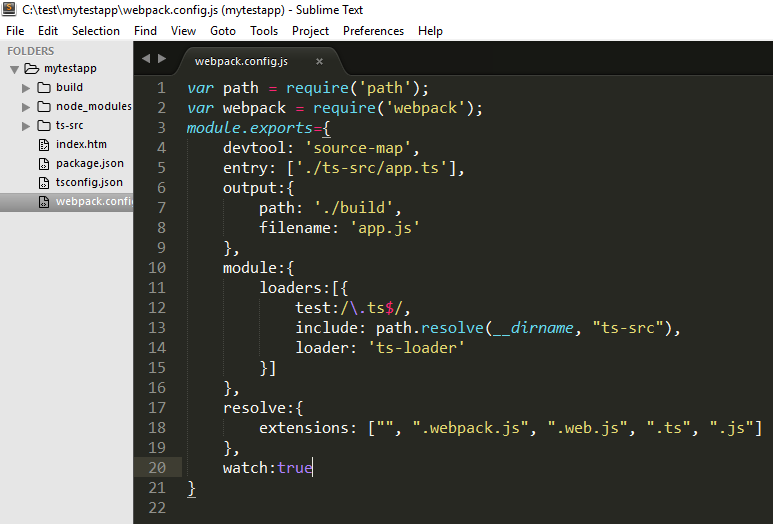 C:\test\mytestapp\webpack.config.js (mytestapp) - Sublime Text
File Edit Selection Find View Goto Tools Project Preferences Help
FOLDERS
mytestapp
build
node_modules
ts-src
index.htm
package.json
tsconfig.json
webpack.config
webpack.config.js ×
1 var path = require('path');
2 var webpack = require('webpack');
3 module.exports={
4 devtool: 'source-map',
5 entry: ['./ts-src/app.ts'],
6 output:{
7 path: './build',
8 filename: 'app.js'
9 },
10 module:{
11 loaders:[{
12 test:/\.ts$/,
13 include: path.resolve(__dirname, "ts-src"),
14 loader: 'ts-loader'
15 }]
16 },
17 resolve:{
18 extensions: ["", ".webpack.js", ".web.js", ".ts", ".js"]
19 },
20 watch:true
21 }
22